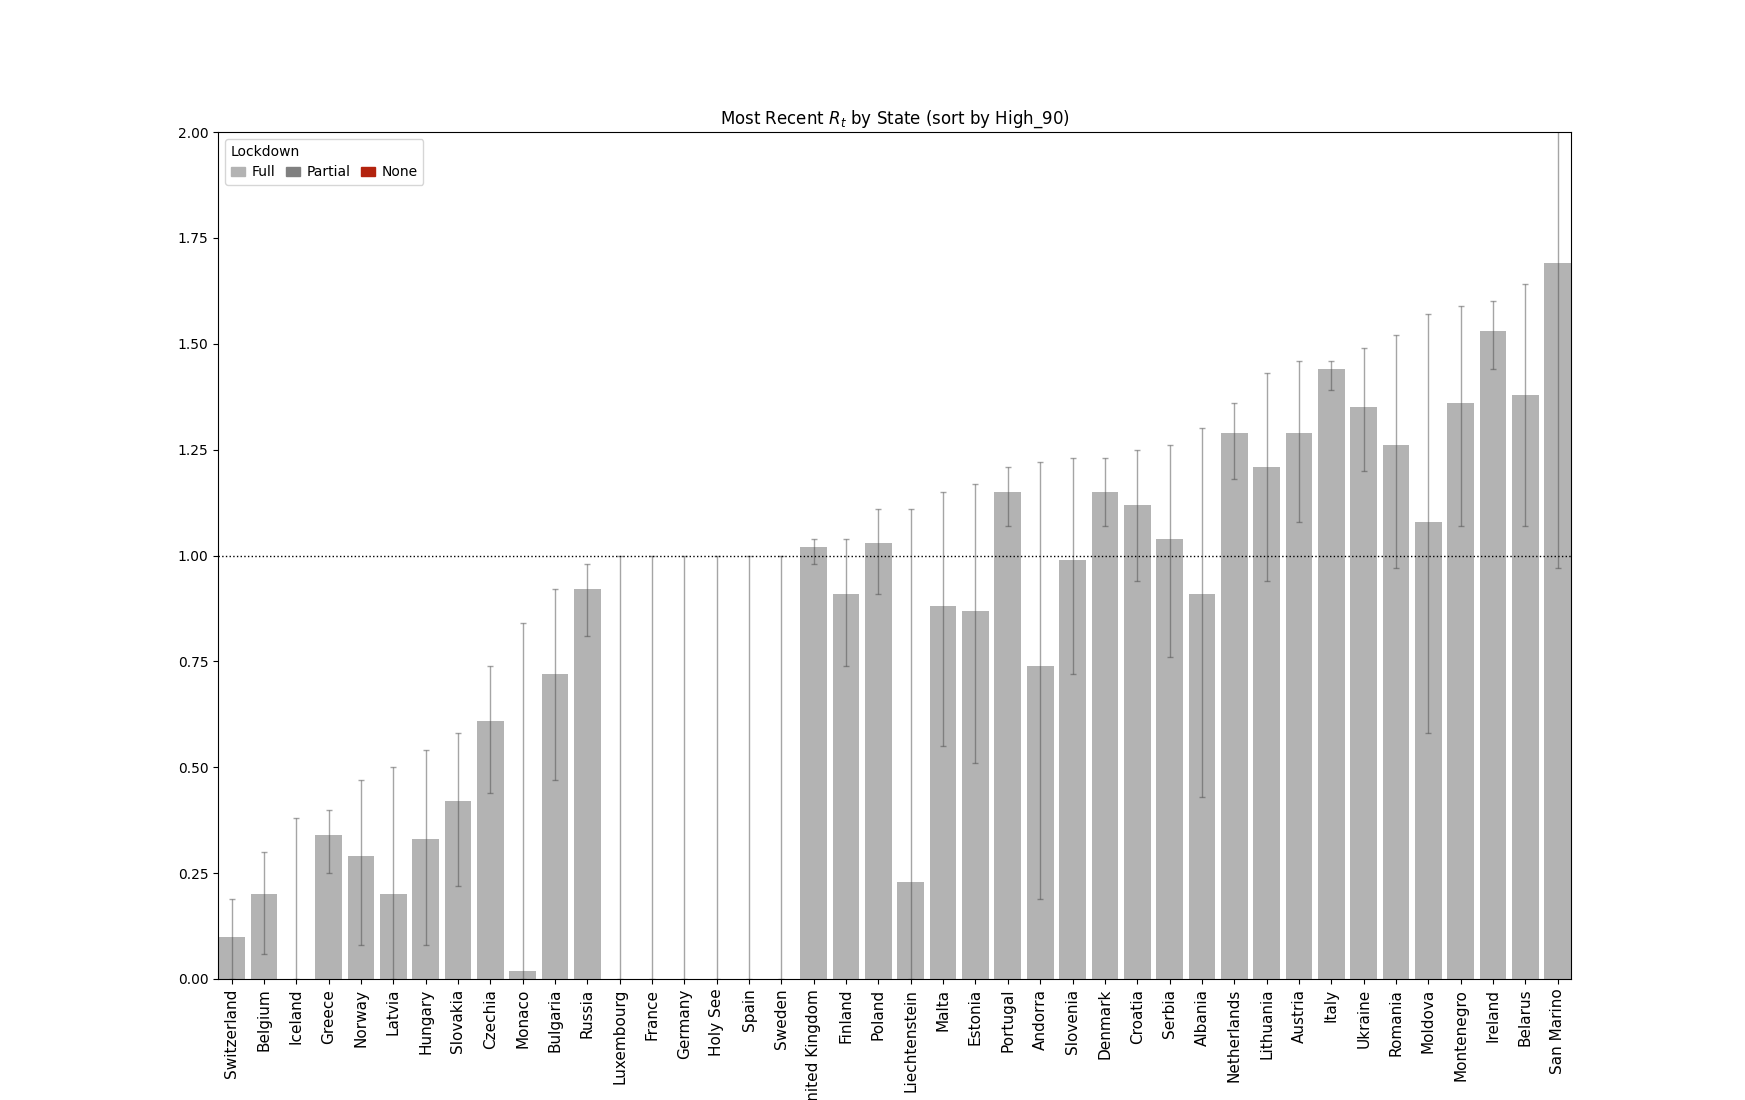 Most Recent R_t by State (sort by High_90)
Lockdown
Full Partial None
2.00
1.75
1.50
1.25
1.00
0.75
0.50
0.25
0.00
Switzerland
Belgium
Iceland
Greece
Norway
Latvia
Hungary
Slovakia
Czechia
Monaco
Bulgaria
Russia
Luxembourg
France
Germany
Holy See
Spain
Sweden
nited Kingdom
Finland
Poland
Liechtenstein
Malta
Estonia
Portugal
Andorra
Slovenia
Denmark
Croatia
Serbia
Albania
Netherlands
Lithuania
Austria
Italy
Ukraine
Romania
Moldova
Montenegro
Ireland
Belarus
San Marino